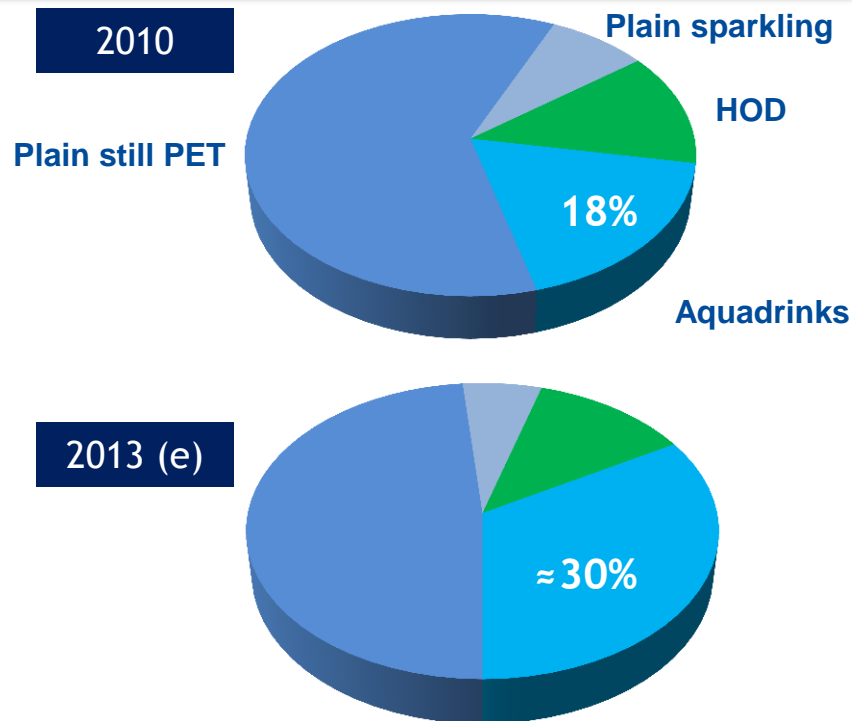 2010
Plain sparkling
HOD
Plain still PET
18%
Aquadrinks
2013 (e)
≈30%